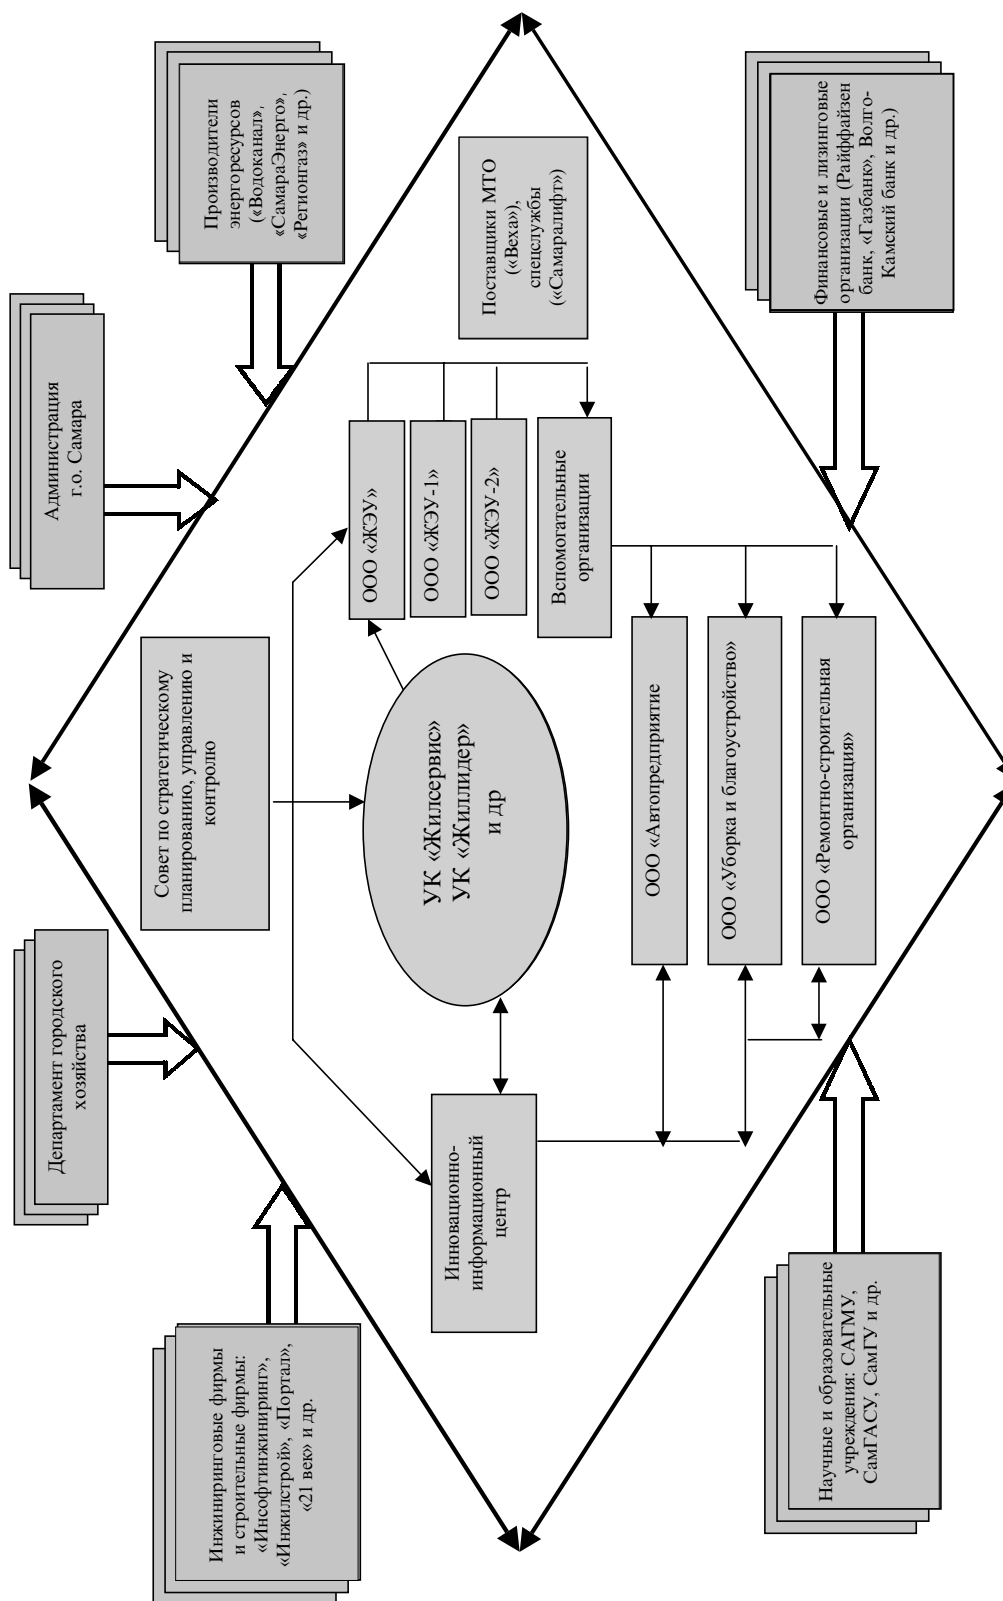 Департамент городского
хозяйства
Администрация
г.о. Самара
Инжиниринговые фирмы
и строительные фирмы:
«Инсофтинжиниринг»,
«Инжилстрой», «Портал»,
«21 век» и др.
Совет по стратегическому
планированию, управлению и
контролю
Производители
энергоресурсов
(«Водоканал»,
«СамараЭнерго»,
«Регионгаз» и др.)
Инновационно-
информационный
центр
УК «Жилсервис»
УК «Жиллидер»
и др
ООО «ЖЭУ»
ООО «ЖЭУ-1»
ООО «ЖЭУ-2»
Вспомогательные
организации
Поставщики МТО
(«Веха»),
спецслужбы
(«Самаралифт»)
ООО «Автопредприятие
ООО «Уборка и благоустройство»
ООО «Ремонтно-строительная
организация»
Научные и образовательные
учреждения: САГМУ,
СамГАСУ, СамГУ и др.
Финансовые и лизинговые
организации (Райффайзен
банк, «Газбанк», Волго-
Камский банк и др.)